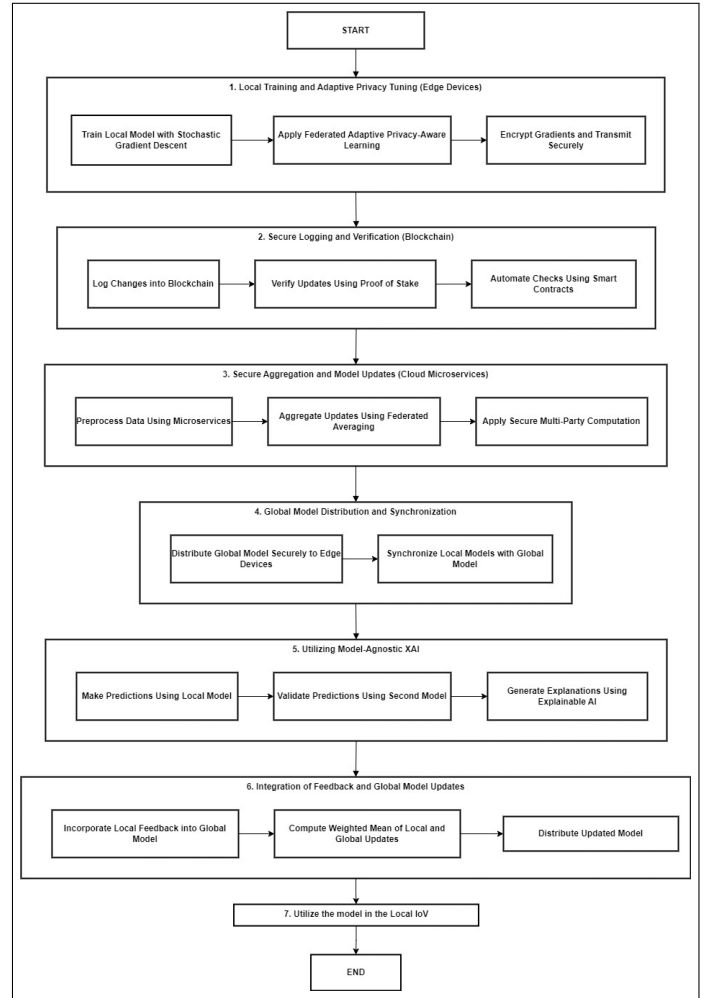 START
1. Local Training and Adaptive Privacy Tuning (Edge Devices)
Train Local Model with Stochastic
Gradient Descent
Apply Federated Adaptive Privacy-Aware
Learning
Encrypt Gradients and Transmit
Securely
2. Secure Logging and Verification (Blockchain)
Log Changes into Blockchain
Verify Updates Using Proof of Stake
Automate Checks Using Smart
Contracts
3. Secure Aggregation and Model Updates (Cloud Microservices)
Preprocess Data Using Microservices
Aggregate Updates Using Federated
Averaging
Apply Secure Multi-Party Computation
4. Global Model Distribution and Synchronization
Distribute Global Model Securely to Edge
Devices
Synchronize Local Models with Global
Model
5. Utilizing Model-Agnostic XAI
Make Predictions Using Local Model
Validate Predictions Using Second Model
Generate Explanations Using
Explainable AI
6. Integration of Feedback and Global Model Updates
Incorporate Local Feedback into Global
Model
Compute Weighted Mean of Local and
Global Updates
Distribute Updated Model
7. Utilize the model in the Local IoV
END